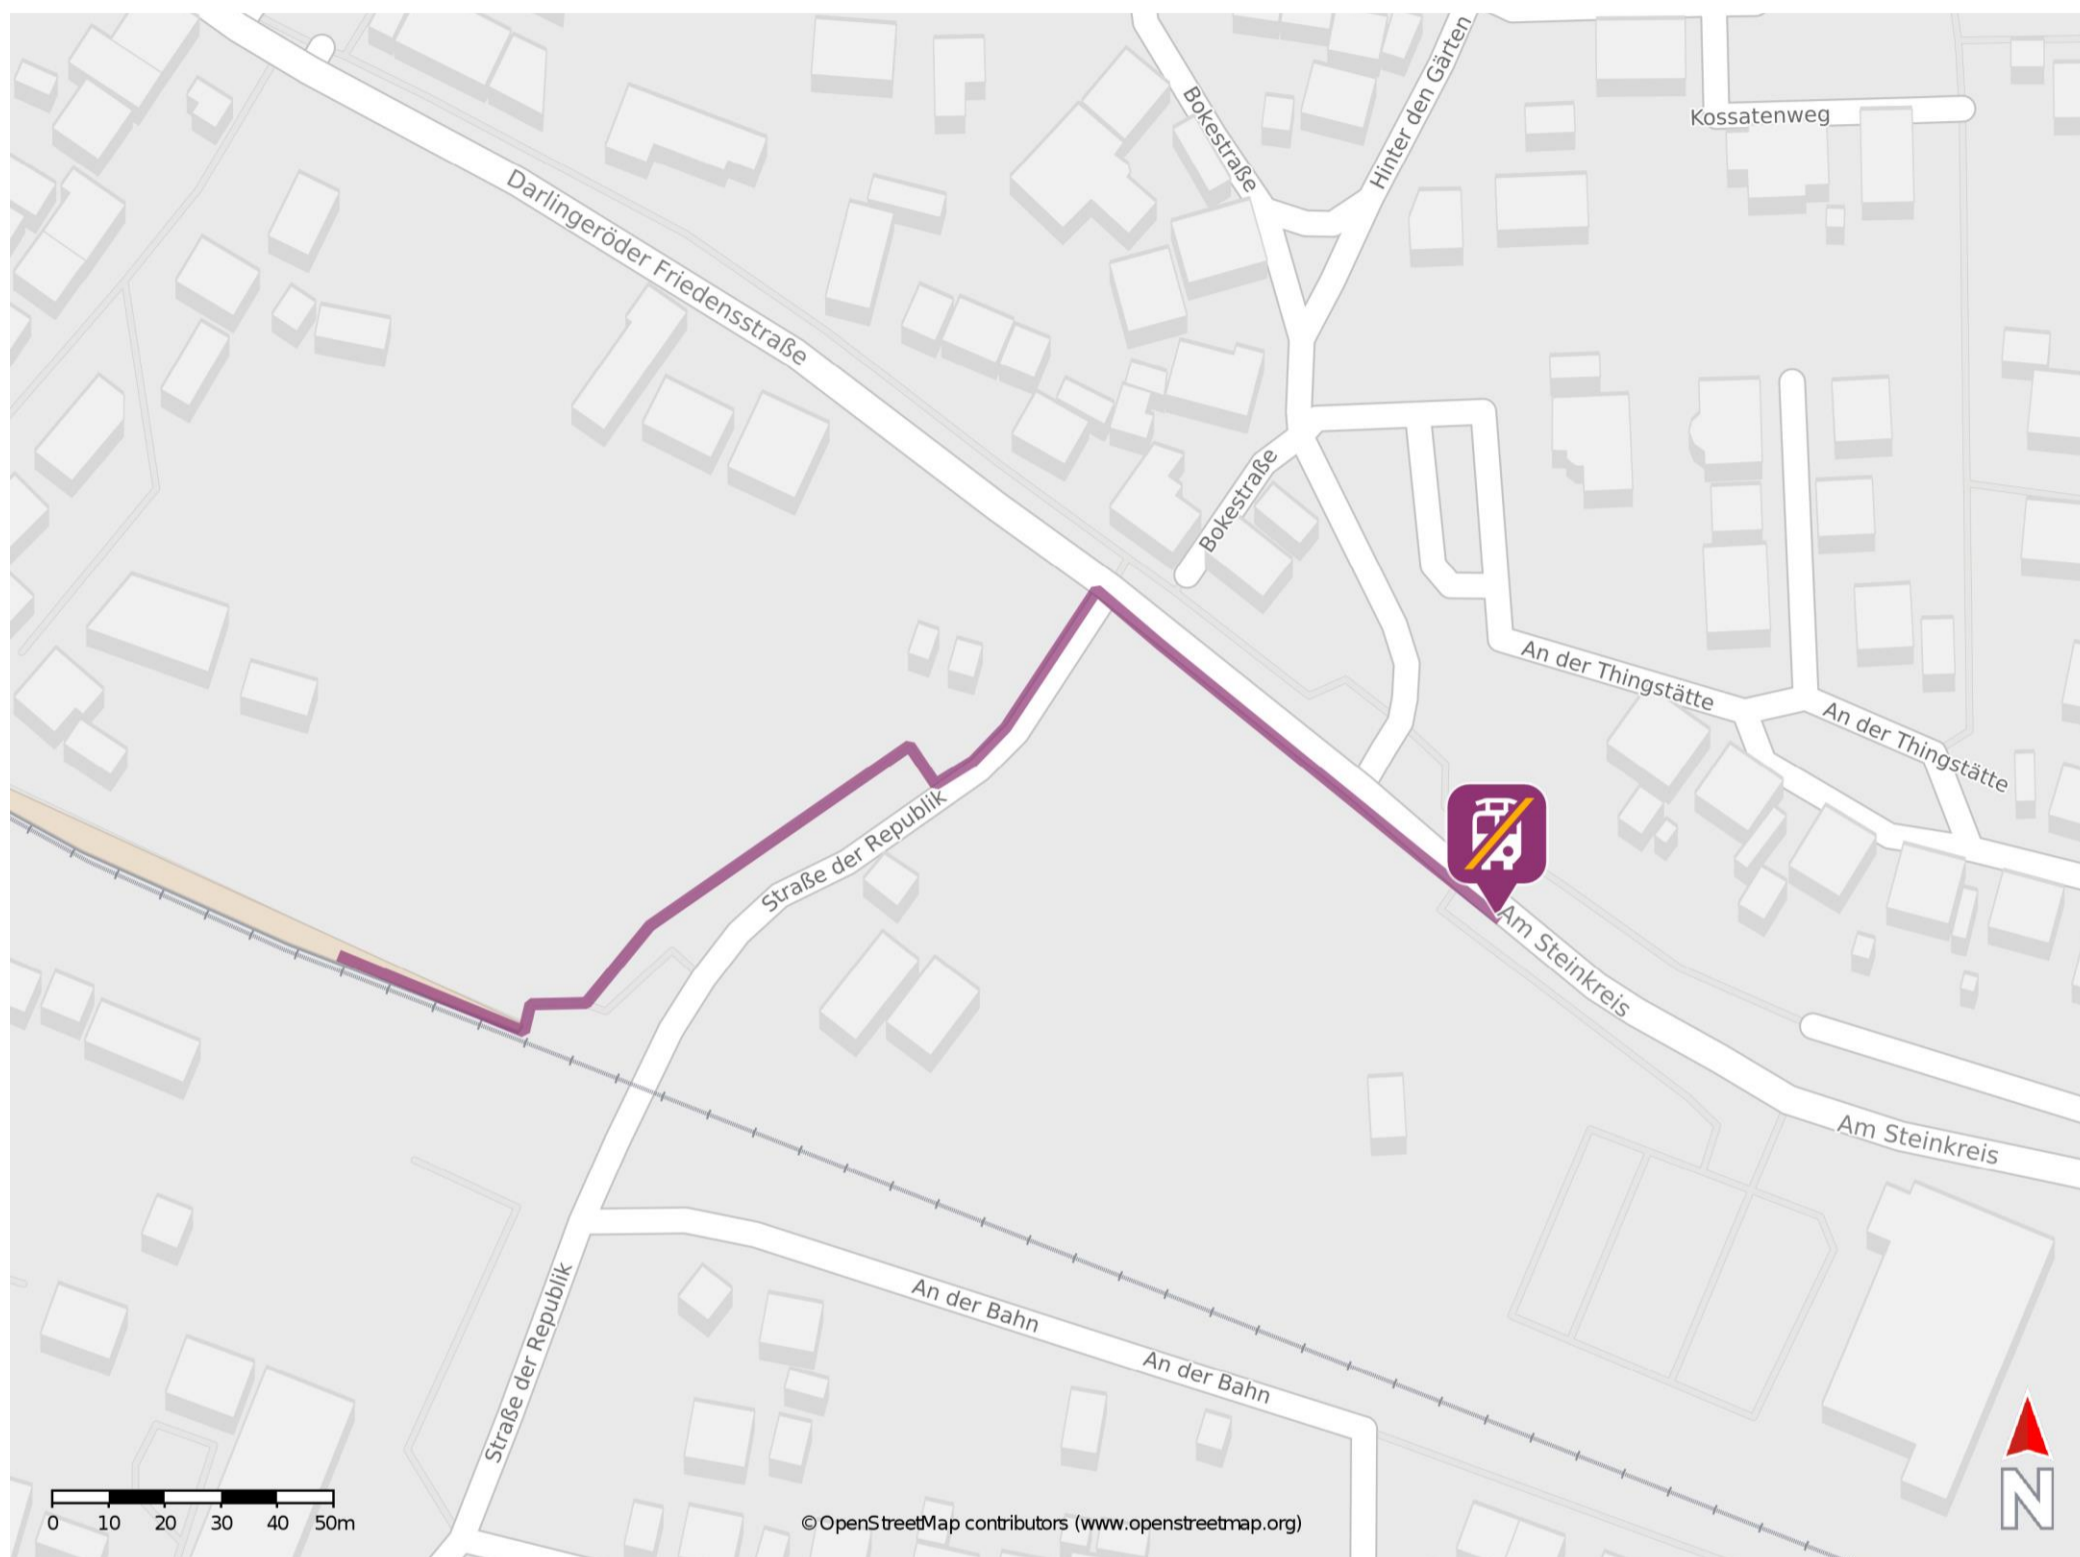 Hinter den Gärten
Bokestraße
Kossatenweg
Darlingeröder Friedensstraße
Bokestraße
An der Thingstätte
An der Thingstätte
Straße der Republik
Am Steinkreis
Am Steinkreis
An der Bahn
Straße der Republik
An der Bahn
N
0 10 20 30 40 50m
© OpenStreetMap contributors (www.openstreetmap.org)